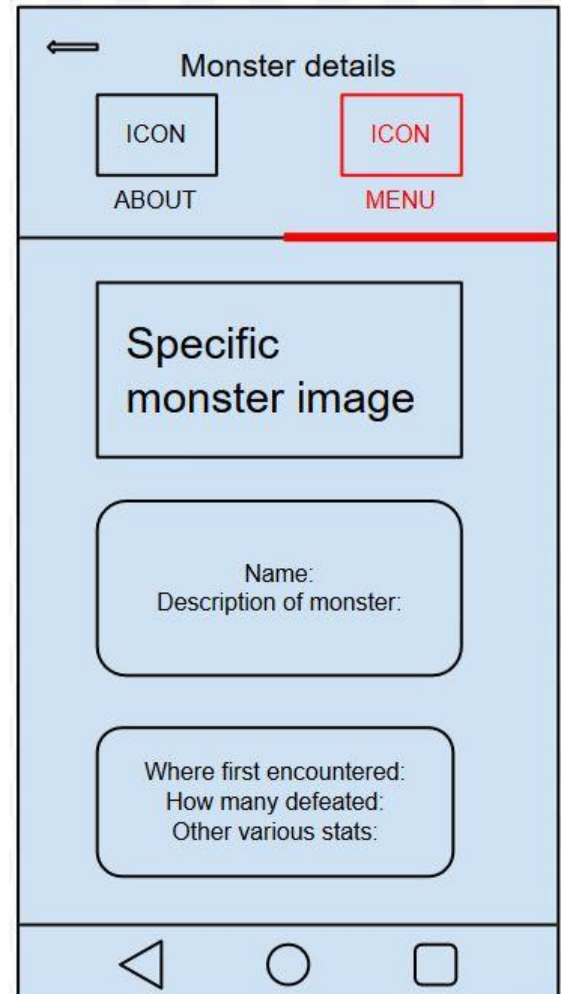 Monster details
ICON
ICON
ABOUT
MENU
Specific
monster image
Name:
Description of monster:
Where first encountered:
How many defeated:
Other various stats: